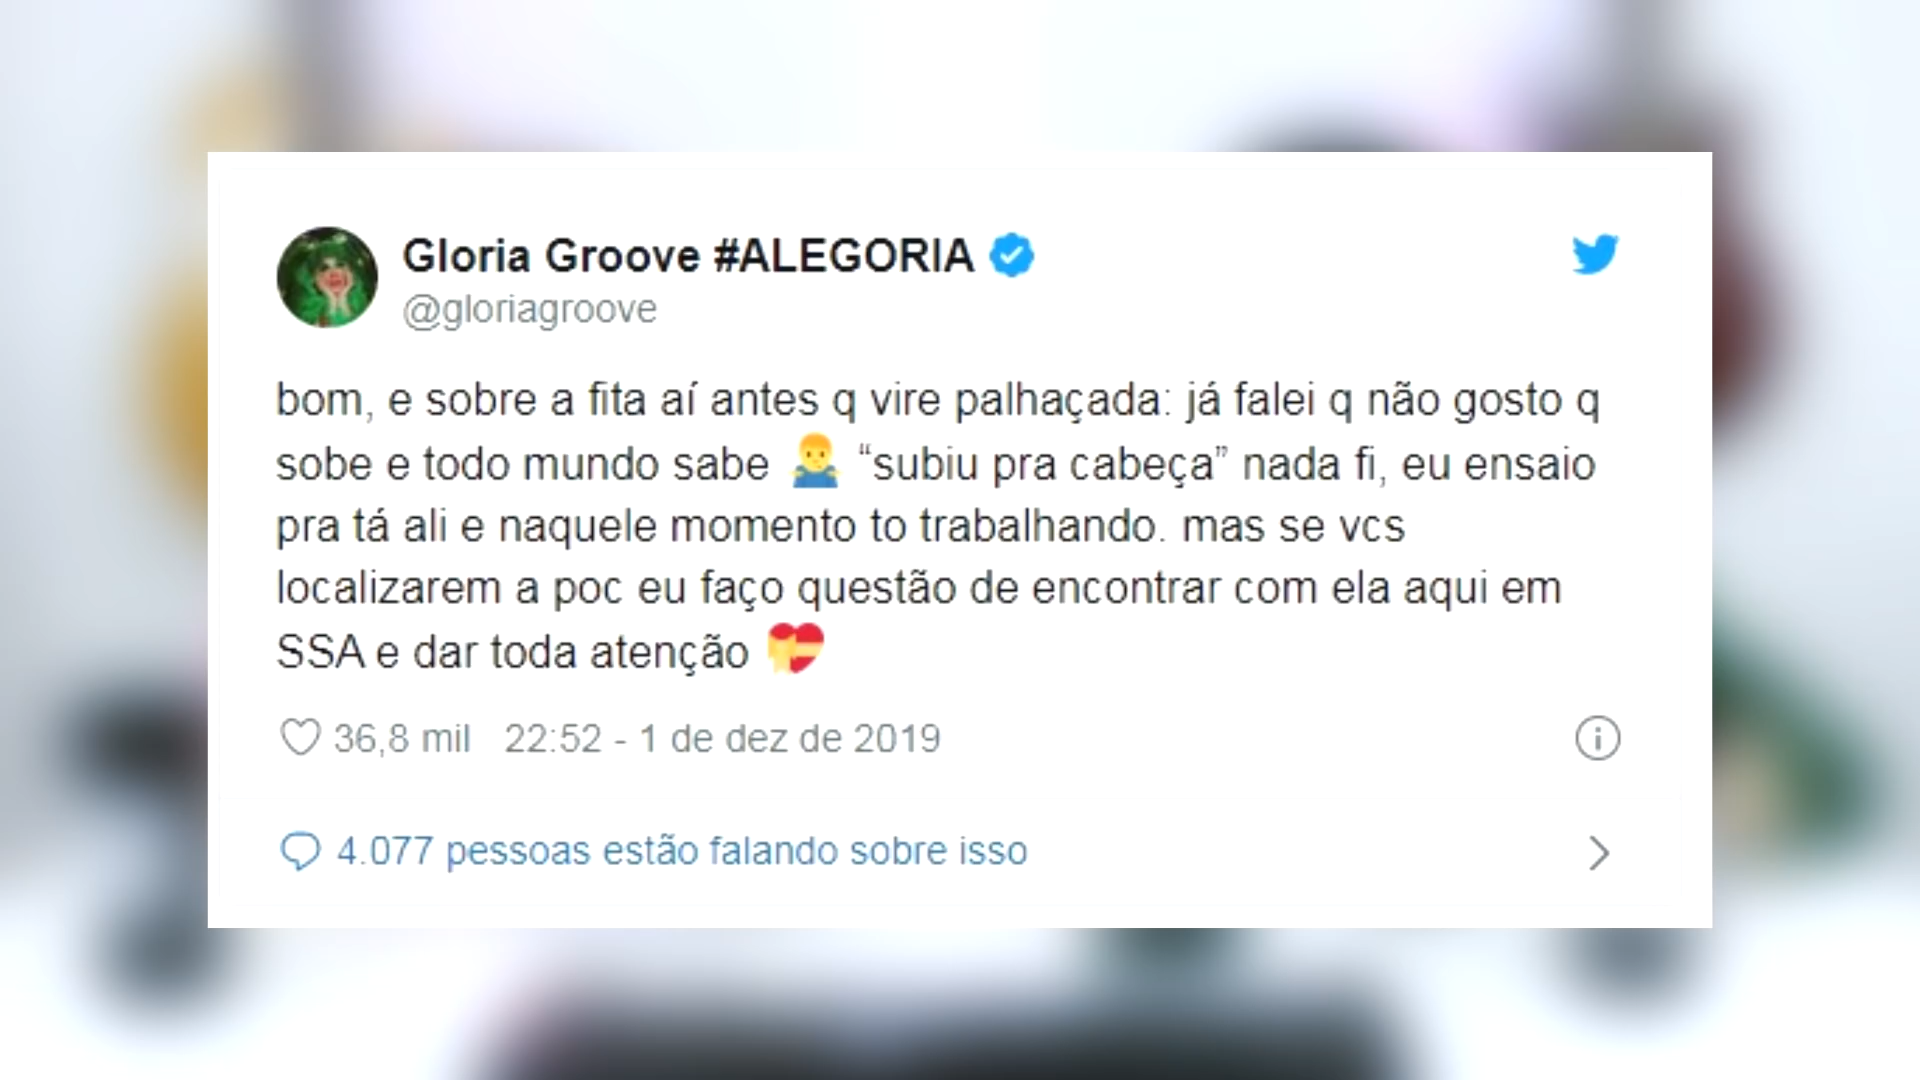 Gloria Groove #ALEGORIA
@gloriagroove
bom, e sobre a fita aí antes q vire palhaçada: já falei q não gosto q
sobe e todo mundo sabe 🤷‍♂️ “subiu pra cabeça” nada fi, eu ensaio
pra tá ali e naquele momento to trabalhando. mas se vcs
localizarem a poc eu faço questão de encontrar com ela aqui em
SSA e dar toda atenção 💝
36,8 mil 22:52 - 1 de dez de 2019
4.077 pessoas estão falando sobre isso